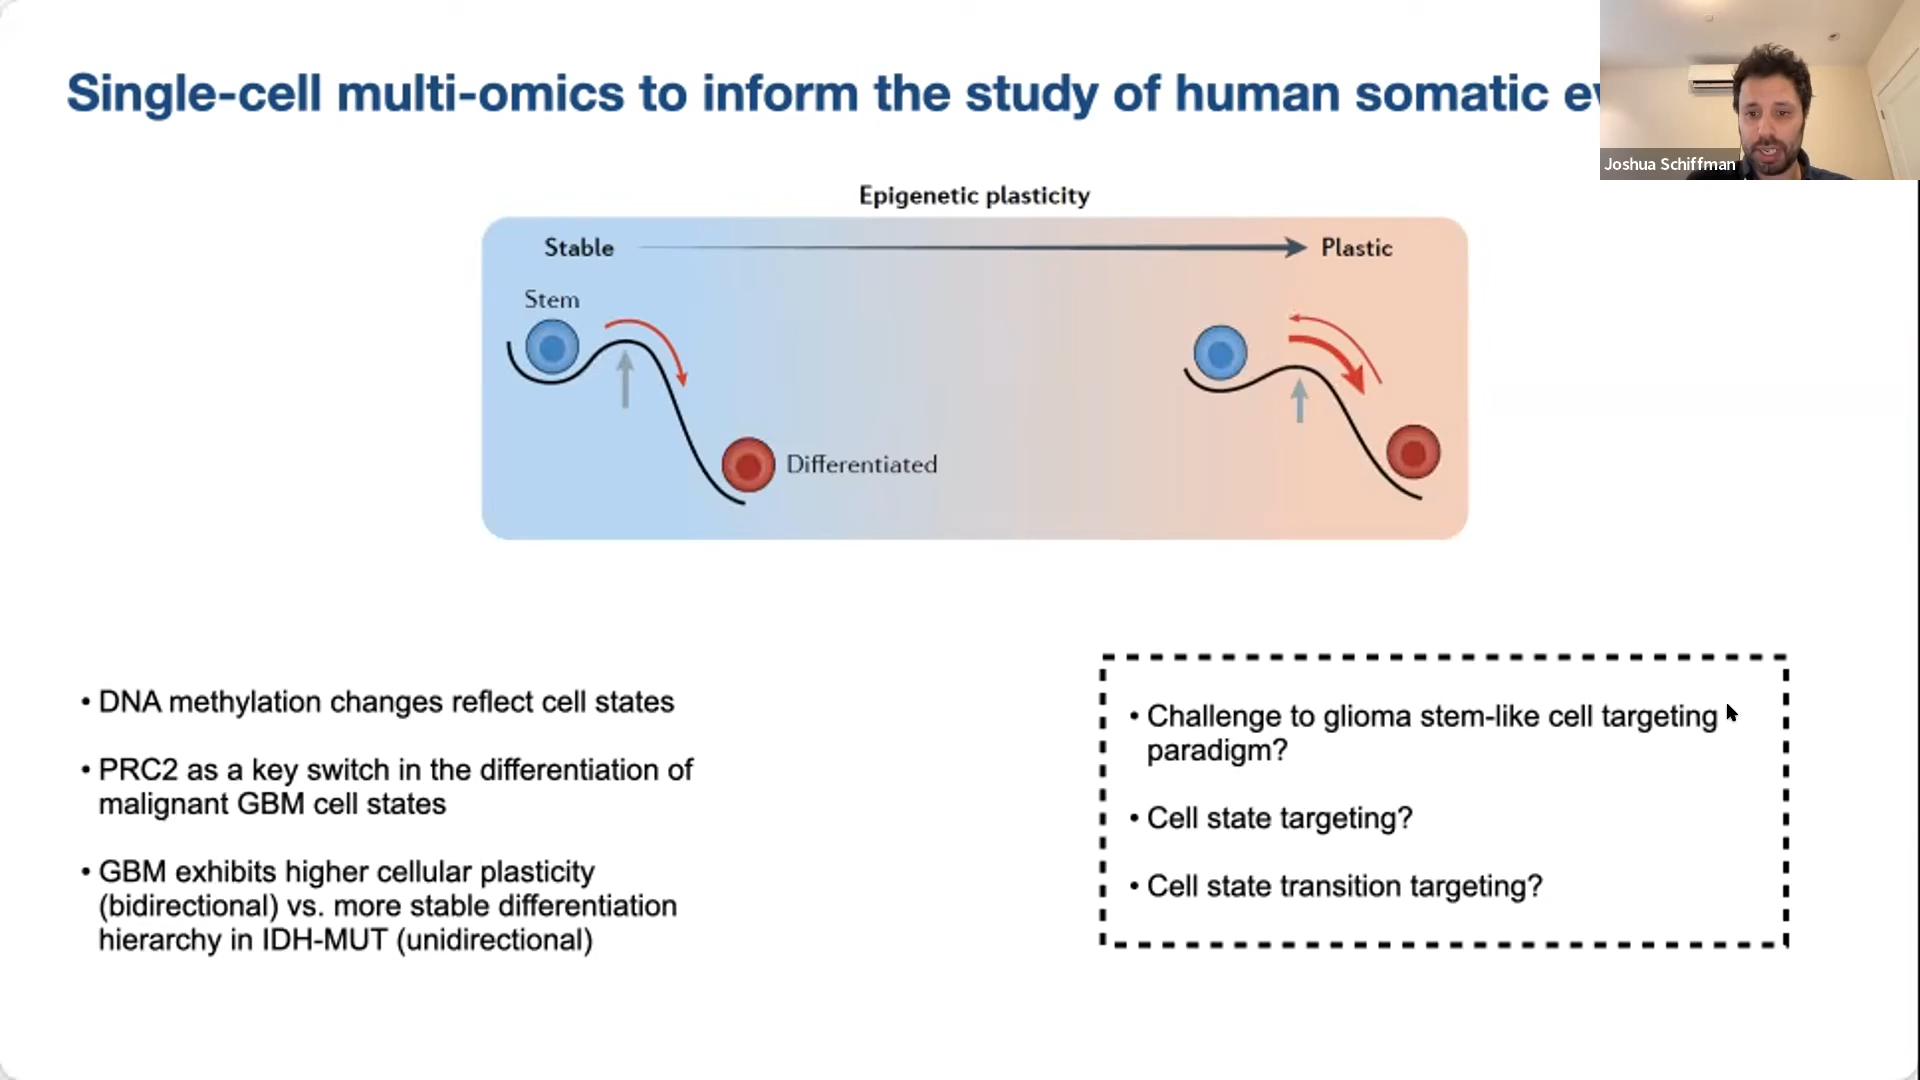 Single-cell multi-omics to inform the study of human somatic
Joshua Schiffman
Epigenetic plasticity
Stable
Plastic
Stem
Differentiated
• DNA methylation changes reflect cell states
• PRC2 as a key switch in the differentiation of
malignant GBM cell states
• GBM exhibits higher cellular plasticity
(bidirectional) vs. more stable differentiation
hierarchy in IDH-MUT (unidirectional)
• Challenge to glioma stem-like cell targeting
paradigm?
• Cell state targeting?
• Cell state transition targeting?